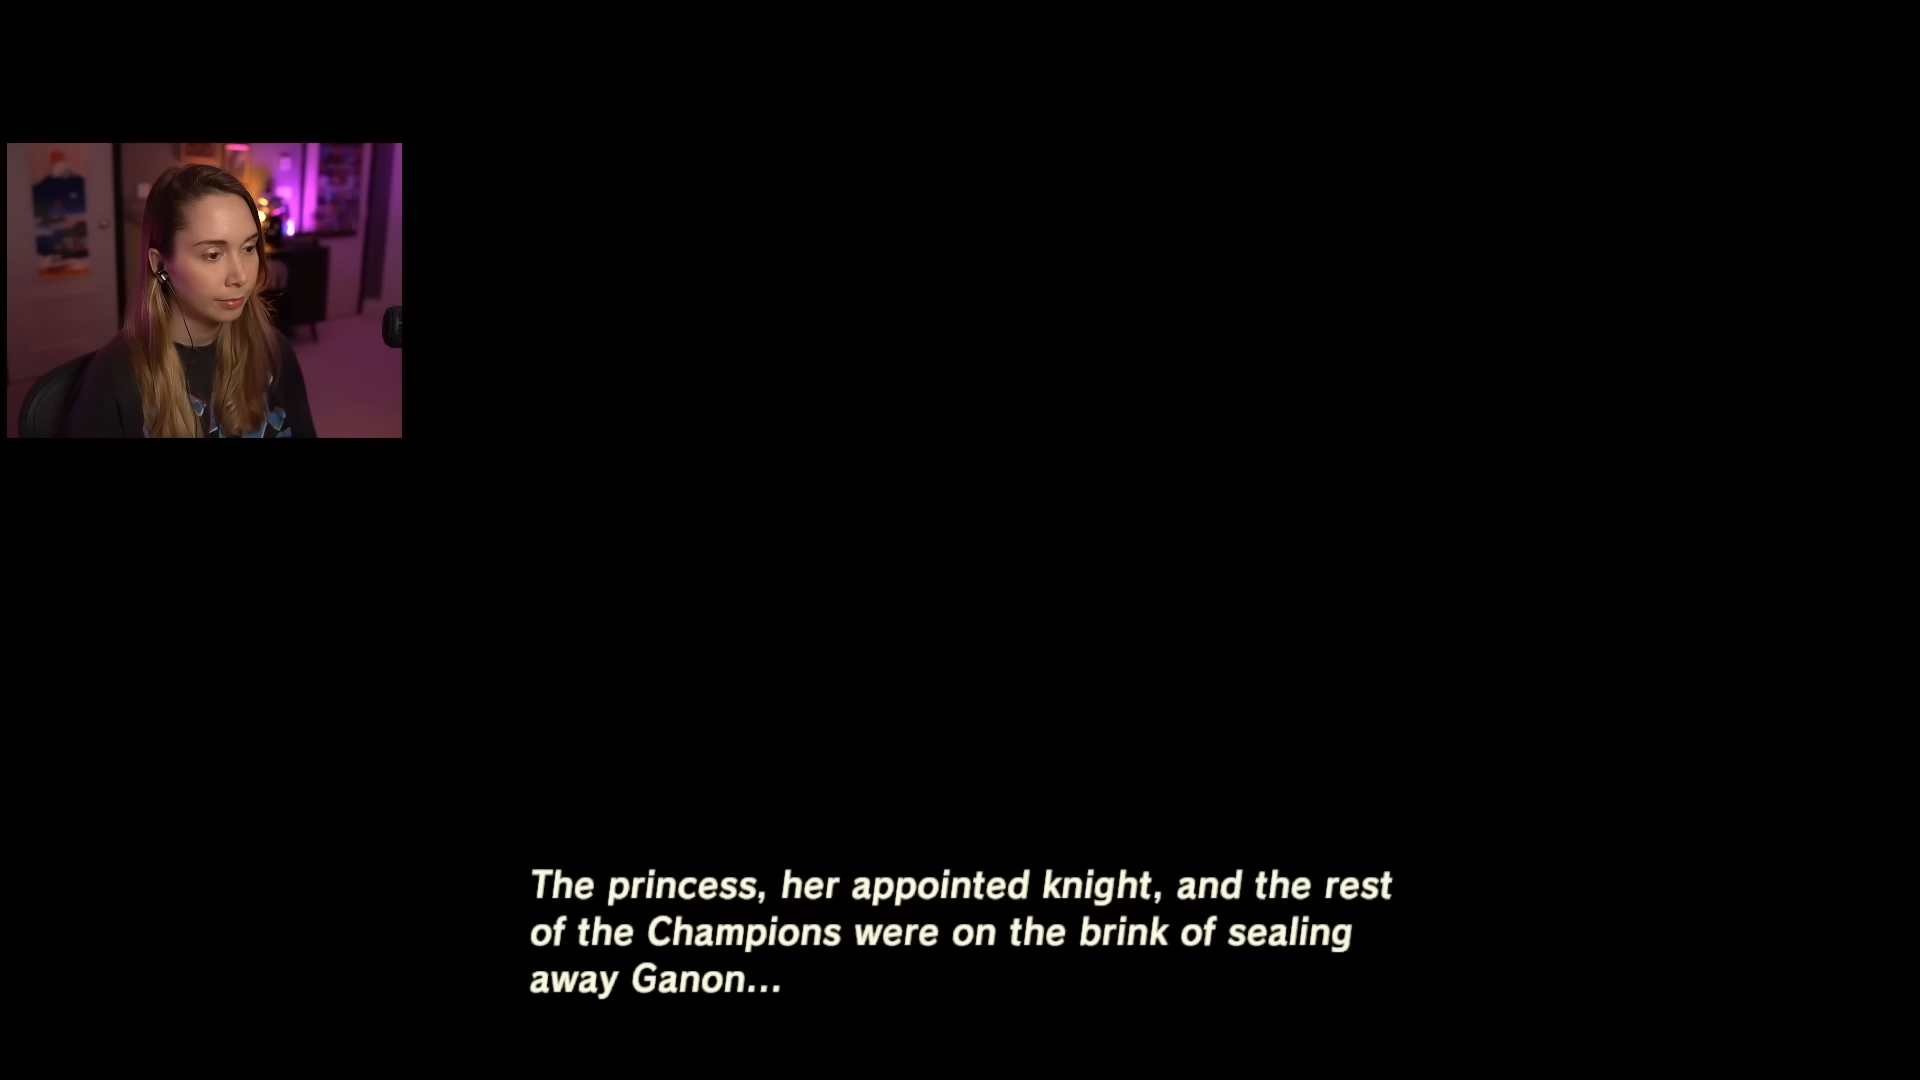 The princess, her appointed knight, and the rest
of the Champions were on the brink of sealing
away Ganon...